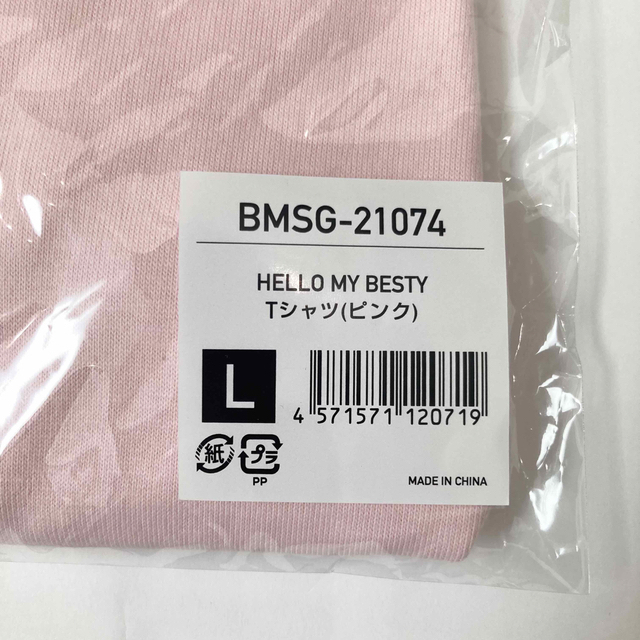 BMSG-21074
HELLO MY BESTY
Tシャツ(ピンク)
L
4 571571 120719
紙 プラ
PP
MADE IN CHINA